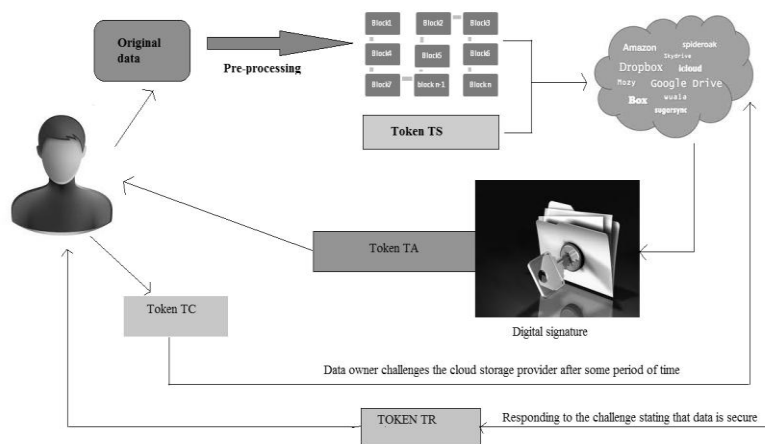 Original
data
Pre-processing
Block1
Block2
Block3
Block4
Block5
Block6
Block7
block n-1
Block n
Token TS
Amazon
spideroak
Skydrive
Dropbox
icloud
Mozy
Google Drive
Box
wuala
sugarsync
Token TA
Digital signature
Token TC
Data owner challenges the cloud storage provider after some period of time
TOKEN TR
Responding to the challenge stating that data is secure